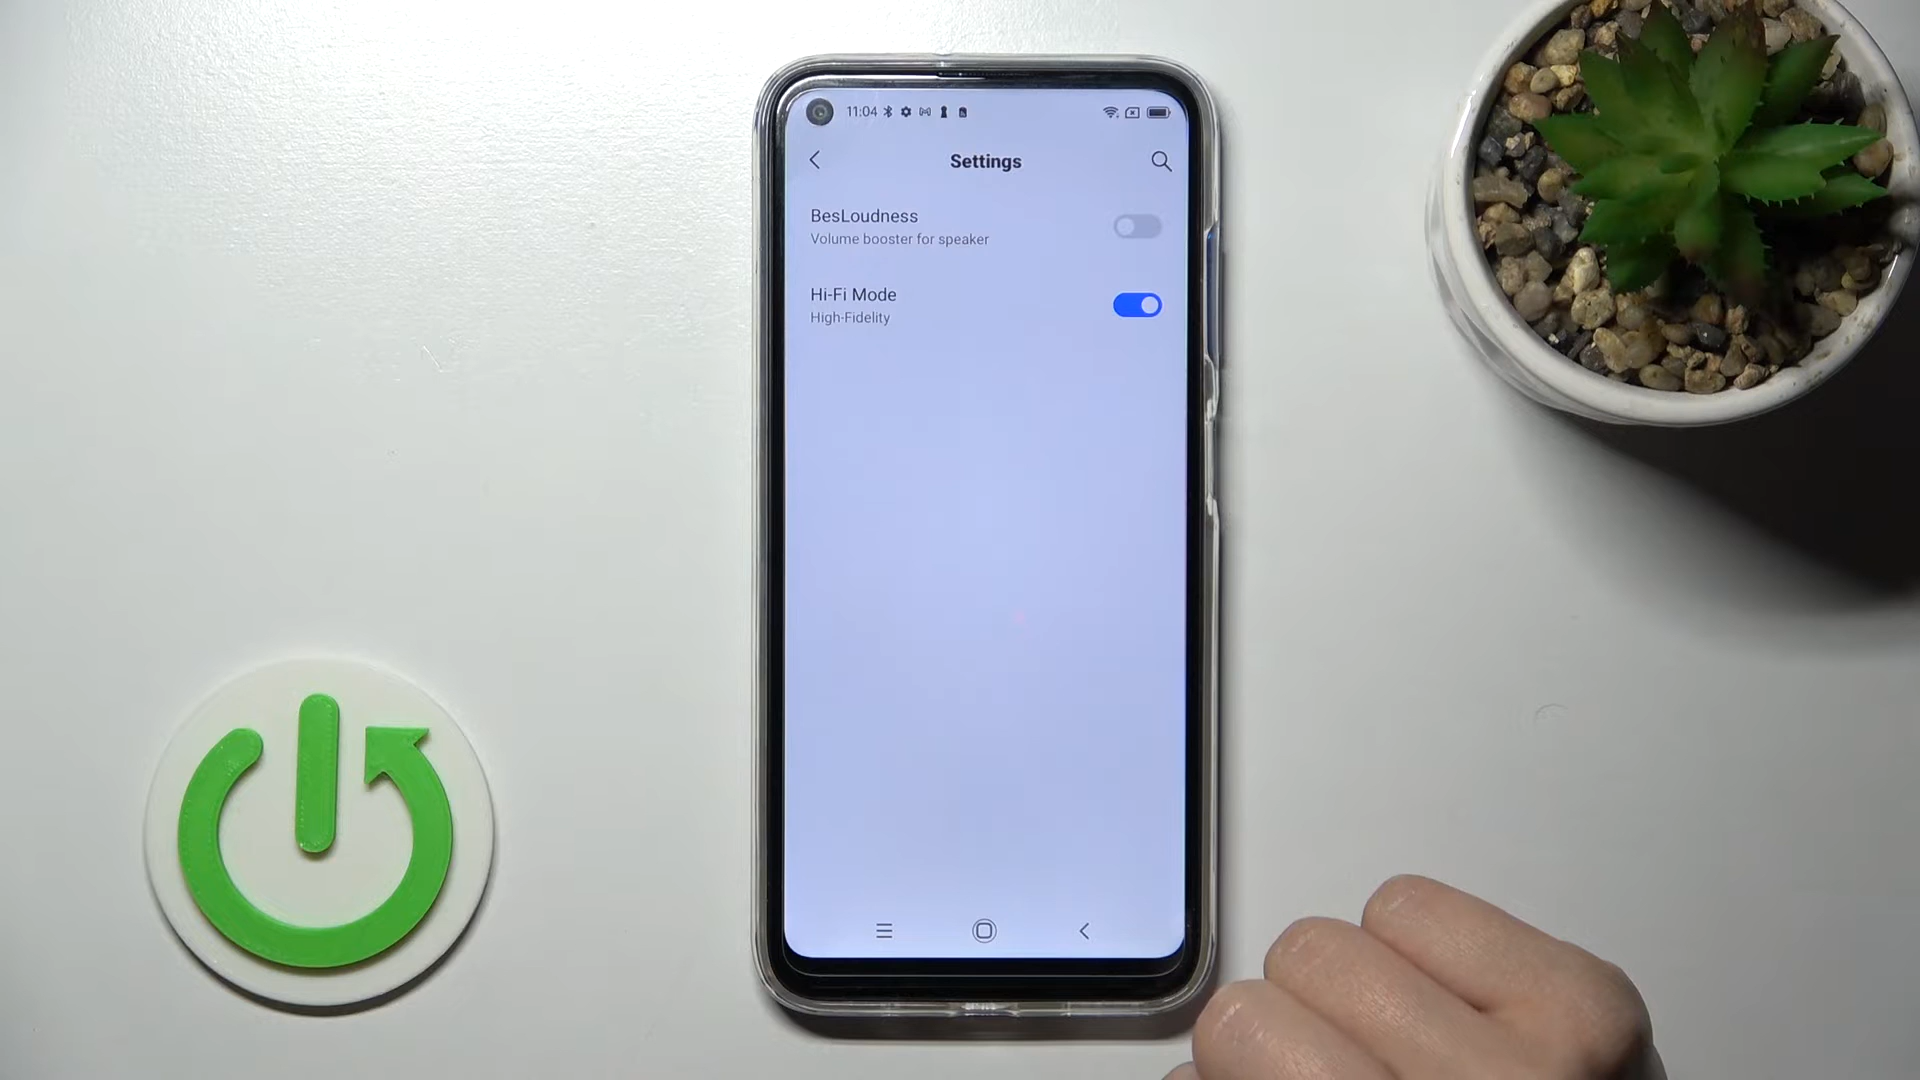 11:04
Settings
BesLoudness
Volume booster for speaker
Hi-Fi Mode
High-Fidelity